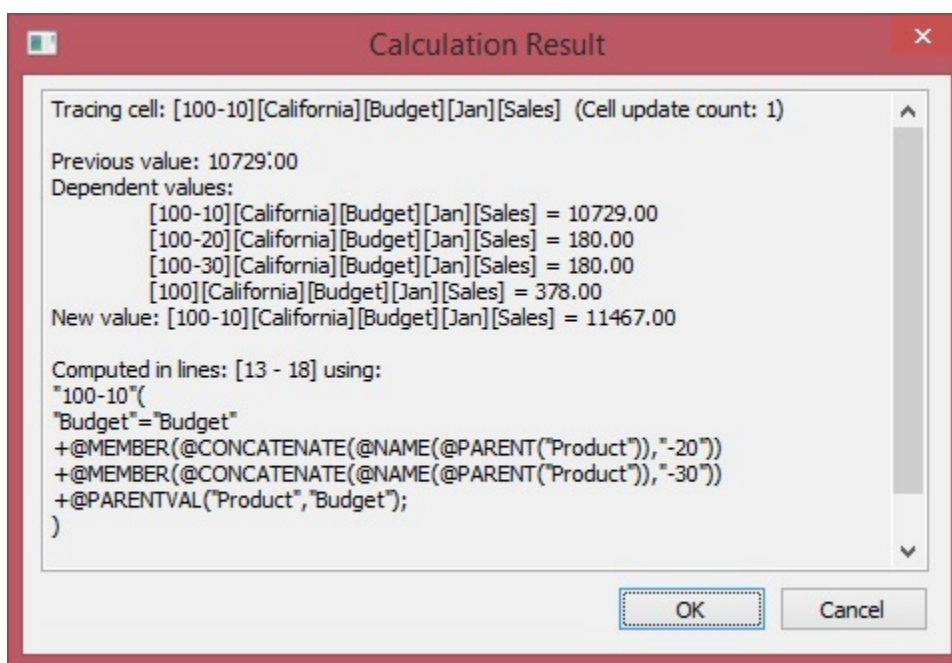 Calculation Result
Tracing cell: [100-10][California][Budget][Jan][Sales] (Cell update count: 1)
Previous value: 10729.00
Dependent values:
[100-10][California][Budget][Jan][Sales] = 10729.00
[100-20][California][Budget][Jan][Sales] = 180.00
[100-30][California][Budget][Jan][Sales] = 180.00
[100][California][Budget][Jan][Sales] = 378.00
New value: [100-10][California][Budget][Jan][Sales] = 11467.00
Computed in lines: [13 - 18] using:
"100-10"(
"Budget"="Budget"
+@MEMBER(@CONCATENATE(@NAME(@PARENT("Product")),"-20"))
+@MEMBER(@CONCATENATE(@NAME(@PARENT("Product")),"-30"))
+@PARENTVAL("Product","Budget");
)
OK Cancel